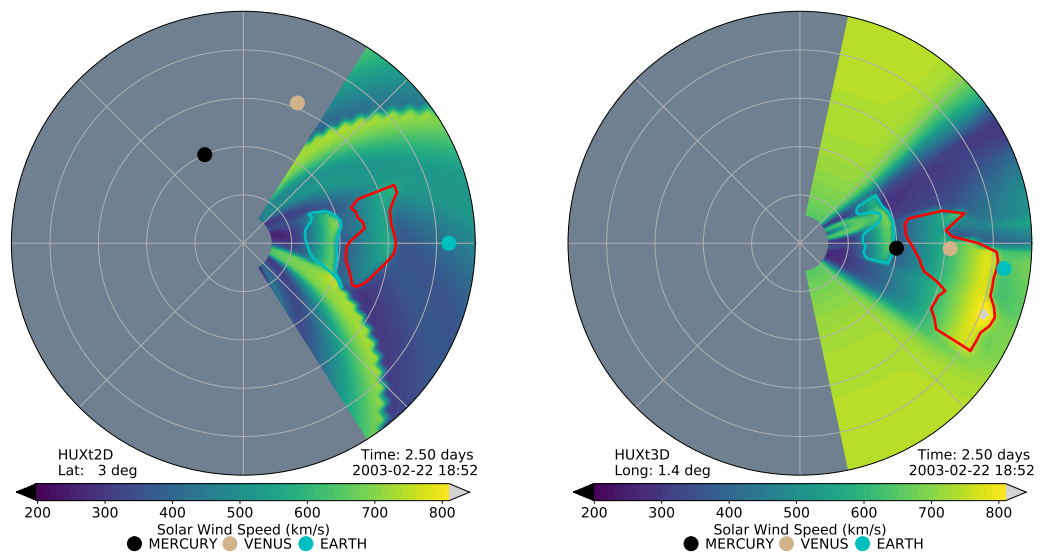 HUXt2D
Lat:   3 deg
Time: 2.50 days
2003-02-22 18:52
200 300 400 500 600 700 800
Solar Wind Speed (km/s)
MERCURY VENUS EARTH
HUXt3D
Long: 1.4 deg
Time: 2.50 days
2003-02-22 18:52
200 300 400 500 600 700 800
Solar Wind Speed (km/s)
MERCURY VENUS EARTH